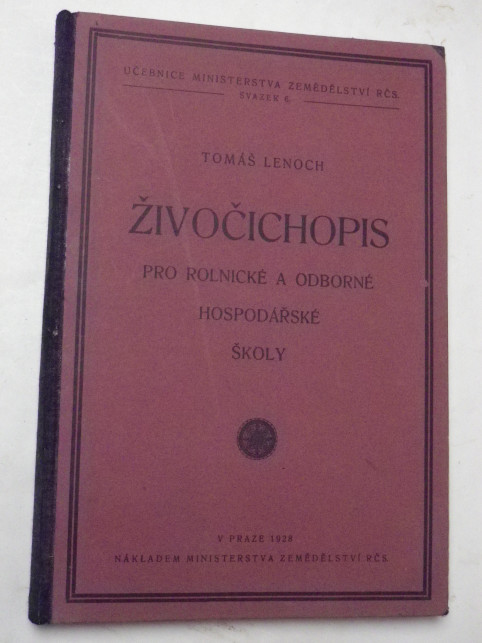 UČEBNICE MINISTERSTVA ZEMĚDĚLSTVÍ RČS.
SVAZEK 6.
TOMÁŠ LENOCH
ŽIVOČICHOPIS
PRO ROLNICKÉ A ODBORNÉ
HOSPODÁŘSKÉ
ŠKOLY
V PRAZE 1928
NÁKLADEM MINISTERSTVA ZEMĚDĚLSTVÍ RČS.